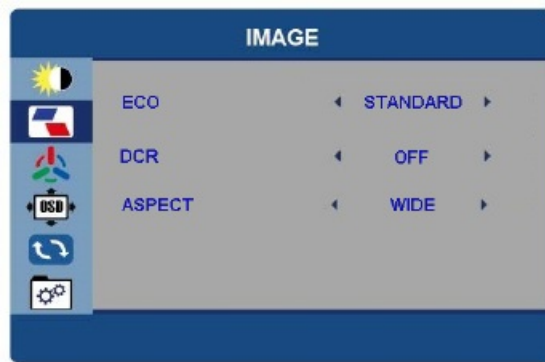 IMAGE
ECO STANDARD
DCR OFF
ASPECT WIDE
OSD